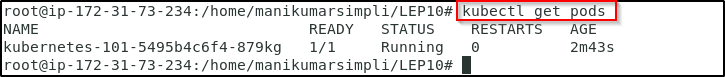 root@ip-172-31-73-234:/home/manikumarsimpli/LEP10# kubectl get pods
NAME READY STATUS RESTARTS AGE
kubernetes-101-5495b4c6f4-879kg 1/1 Running 0 2m43s
root@ip-172-31-73-234:/home/manikumarsimpli/LEP10#